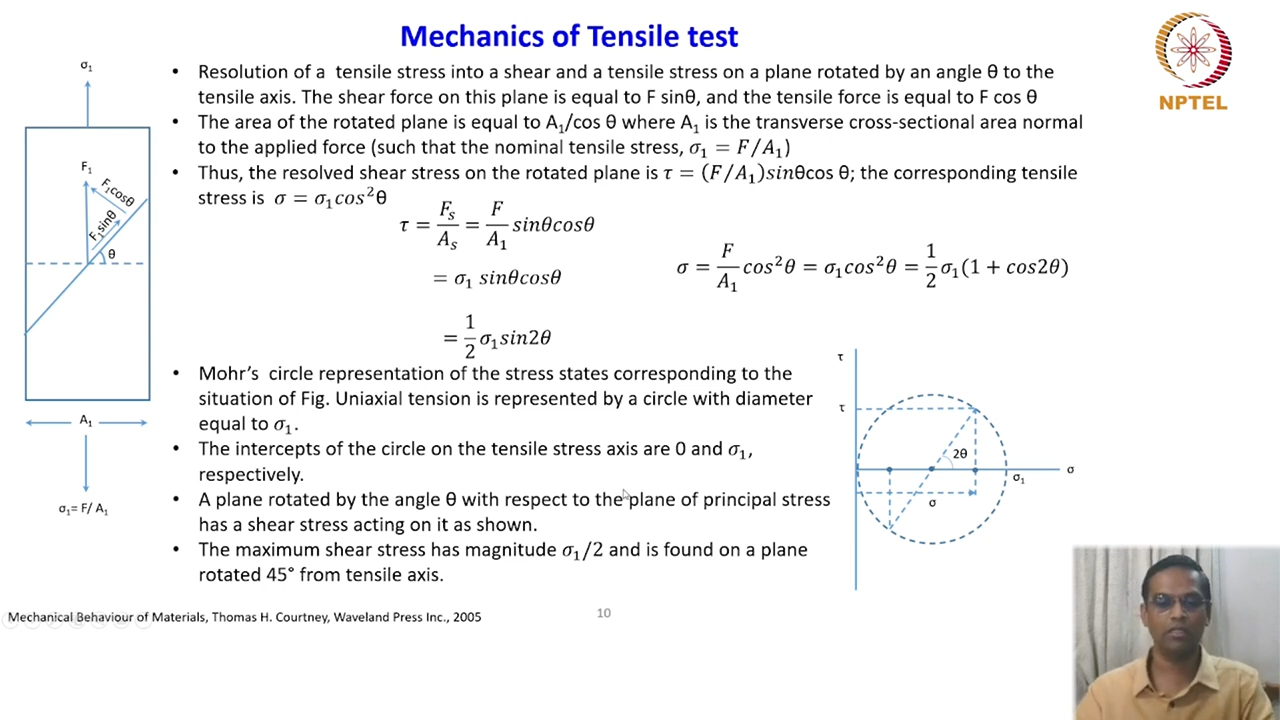 Mechanics of Tensile test
NPTEL
• Resolution of a tensile stress into a shear and a tensile stress on a plane rotated by an angle θ to the
tensile axis. The shear force on this plane is equal to F sinθ, and the tensile force is equal to F cos θ
• The area of the rotated plane is equal to A₁/cos θ where A₁ is the transverse cross-sectional area normal
to the applied force (such that the nominal tensile stress, σ₁ = F/A₁)
• Thus, the resolved shear stress on the rotated plane is τ = (F/A₁)sinθcos θ; the corresponding tensile
stress is σ = σ₁cos²θ
τ = Fₛ/Aₛ = F/A₁ sinθcosθ
= σ₁ sinθcosθ
= 1/2 σ₁sin2θ
σ = F/A₁ cos²θ = σ₁cos²θ = 1/2 σ₁(1 + cos2θ)
• Mohr's circle representation of the stress states corresponding to the
situation of Fig. Uniaxial tension is represented by a circle with diameter
equal to σ₁.
• The intercepts of the circle on the tensile stress axis are 0 and σ₁,
respectively.
• A plane rotated by the angle θ with respect to the plane of principal stress
has a shear stress acting on it as shown.
• The maximum shear stress has magnitude σ₁/2 and is found on a plane
rotated 45° from tensile axis.
σ₁
F₁
F₁cosθ
F₁sinθ
θ
A₁
σ₁= F/ A₁
τ
τ
2θ
σ
σ₁
σ
Mechanical Behaviour of Materials, Thomas H. Courtney, Waveland Press Inc., 2005
10